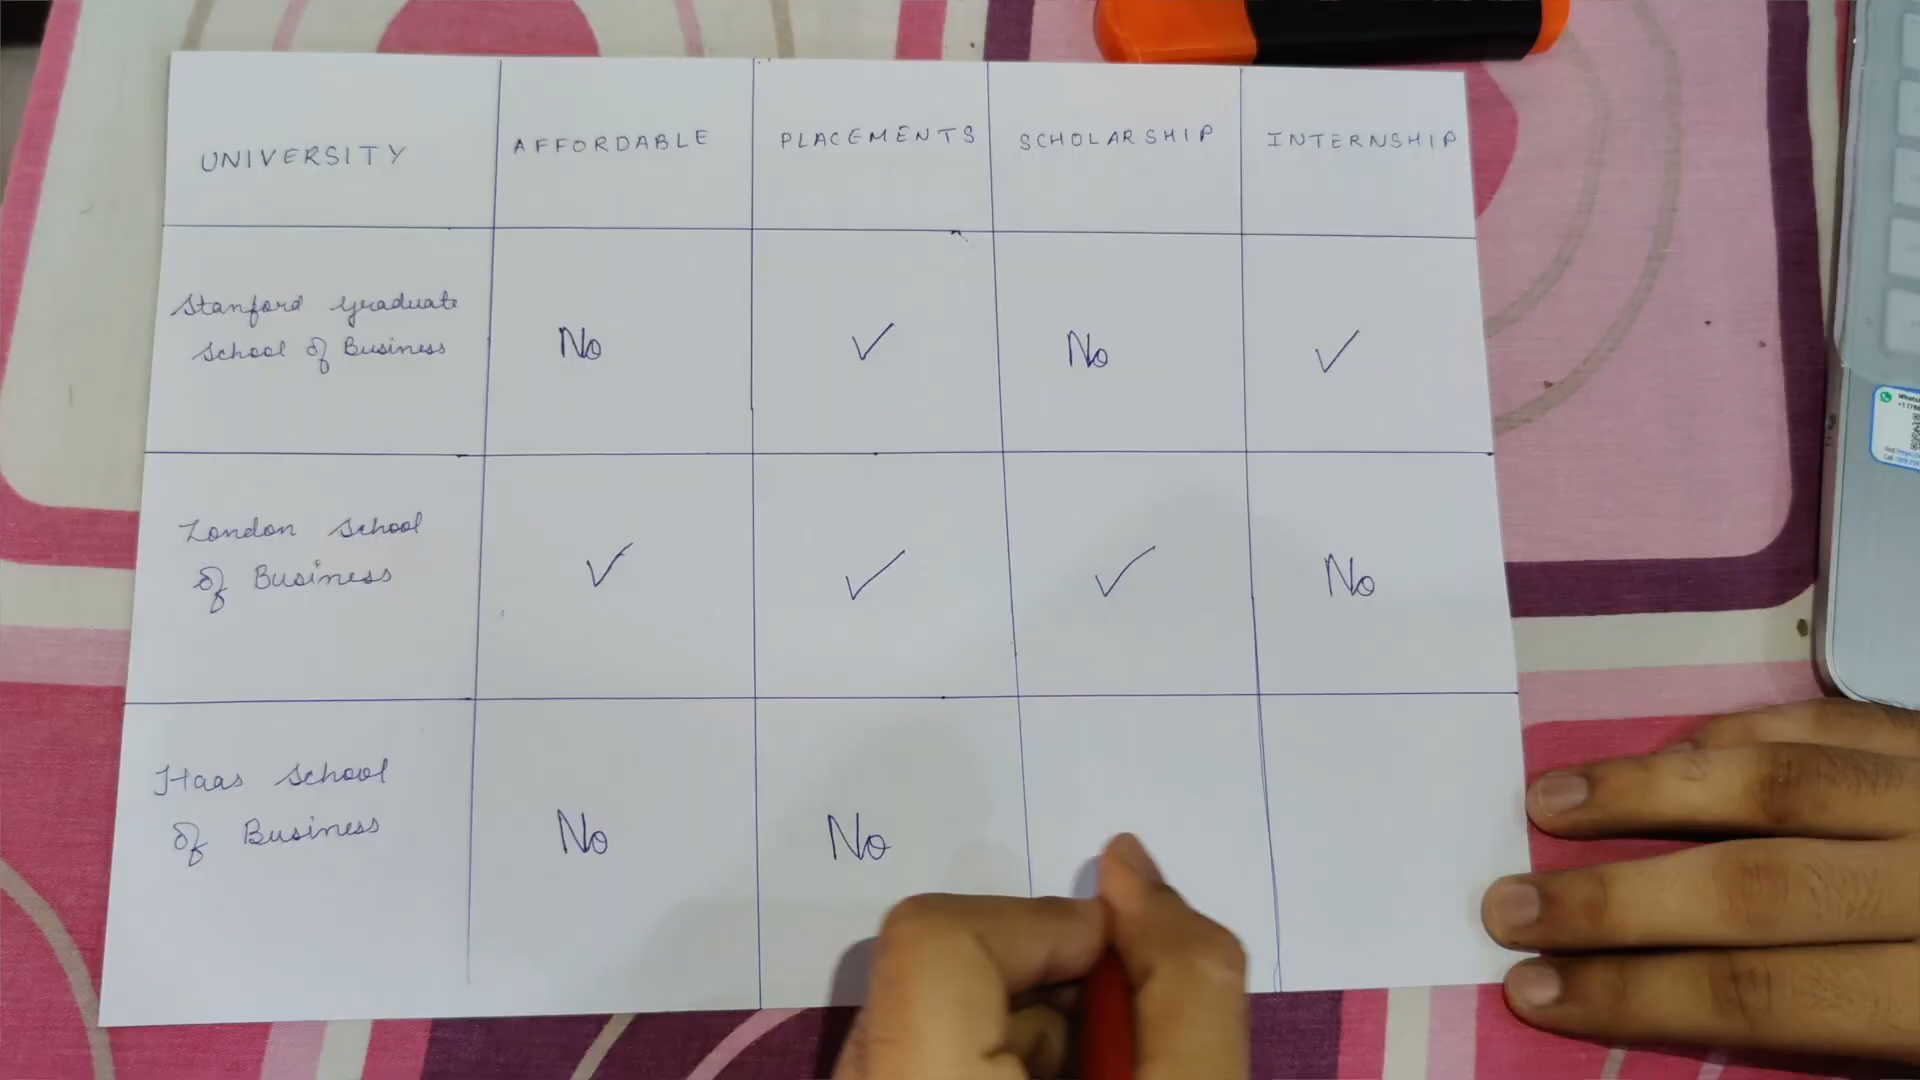 UNIVERSITY AFFORDABLE PLACEMENTS SCHOLARSHIP INTERNSHIP
Stanford Graduate
School of Business No ✓ No ✓
London School
of Business ✓ ✓ ✓ No
Haas School
of Business No No